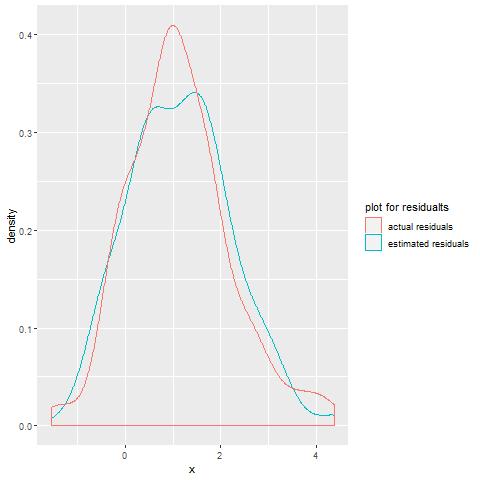 0.4
0.3
0.2
0.1
0.0
density
0
2
4
x
plot for residualts
actual residuals
estimated residuals